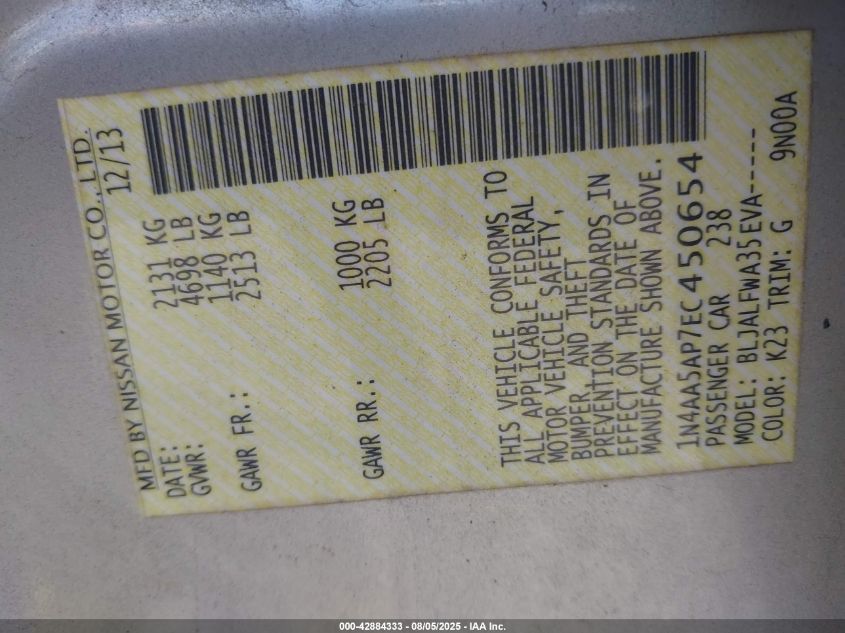 MFD BY NISSAN MOTOR CO., LTD.
DATE: 12/13
GVWR: 2131 KG
4698 LB
GAWR FR.: 1140 KG
2513 LB
GAWR RR.: 1000 KG
2205 LB
THIS VEHICLE CONFORMS TO
ALL APPLICABLE FEDERAL
MOTOR VEHICLE SAFETY,
BUMPER AND THEFT
PREVENTION STANDARDS IN
EFFECT ON THE DATE OF
MANUFACTURE SHOWN ABOVE.
1N4AA5AP7EC450654
PASSENGER CAR 238
MODEL: BLJALFWA35EVA-----
COLOR: K23 TRIM: G 9N00A
000-42884333 - 08/05/2025 - IAA Inc.